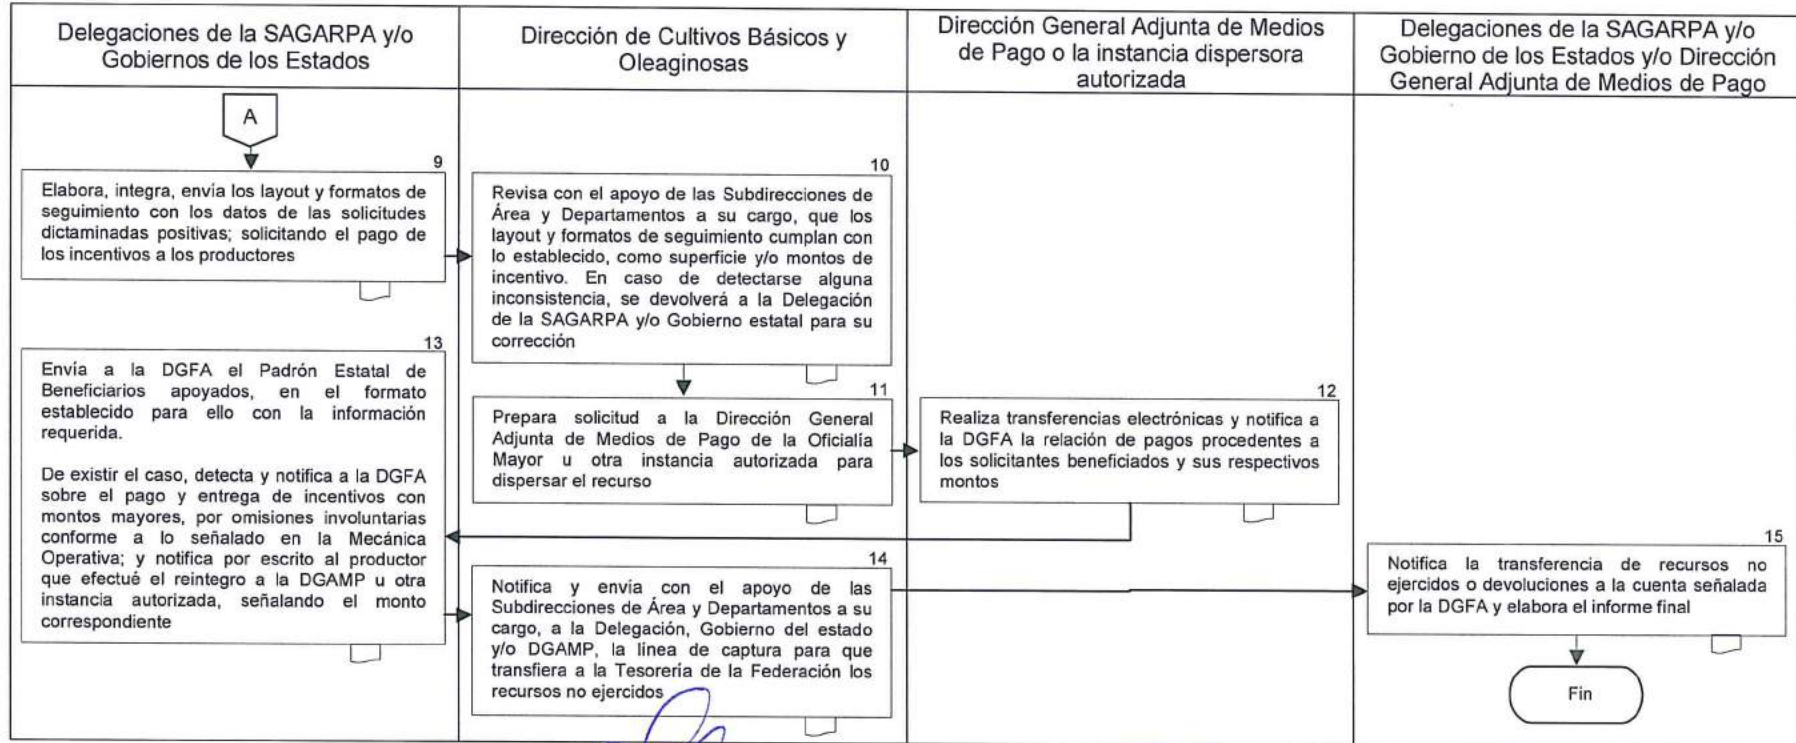 Delegaciones de la SAGARPA y/o
Gobiernos de los Estados
Dirección de Cultivos Básicos y
Oleaginosas
Dirección General Adjunta de Medios
de Pago o la instancia dispersora
autorizada
Delegaciones de la SAGARPA y/o
Gobierno de los Estados y/o Dirección
General Adjunta de Medios de Pago
A
9
Elabora, integra, envía los layout y formatos de
seguimiento con los datos de las solicitudes
dictaminadas positivas; solicitando el pago de
los incentivos a los productores
10
Revisa con el apoyo de las Subdirecciones de
Área y Departamentos a su cargo, que los
layout y formatos de seguimiento cumplan con
lo establecido, como superficie y/o montos de
incentivo. En caso de detectarse alguna
inconsistencia, se devolverá a la Delegación
de la SAGARPA y/o Gobierno estatal para su
corrección
11
Prepara solicitud a la Dirección General
Adjunta de Medios de Pago de la Oficialía
Mayor u otra instancia autorizada para
dispersar el recurso
12
Realiza transferencias electrónicas y notifica a
la DGFA la relación de pagos procedentes a
los solicitantes beneficiados y sus respectivos
montos
13
Envía a la DGFA el Padrón Estatal de
Beneficiarios apoyados, en el formato
establecido para ello con la información
requerida.
De existir el caso, detecta y notifica a la DGFA
sobre el pago y entrega de incentivos con
montos mayores, por omisiones involuntarias
conforme a lo señalado en la Mecánica
Operativa; y notifica por escrito al productor
que efectué el reintegro a la DGAMP u otra
instancia autorizada, señalando el monto
correspondiente
14
Notifica y envía con el apoyo de las
Subdirecciones de Área y Departamentos a su
cargo, a la Delegación, Gobierno del estado
y/o DGAMP, la línea de captura para que
transfiera a la Tesorería de la Federación los
recursos no ejercidos
15
Notifica la transferencia de recursos no
ejercidos o devoluciones a la cuenta señalada
por la DGFA y elabora el informe final
Fin